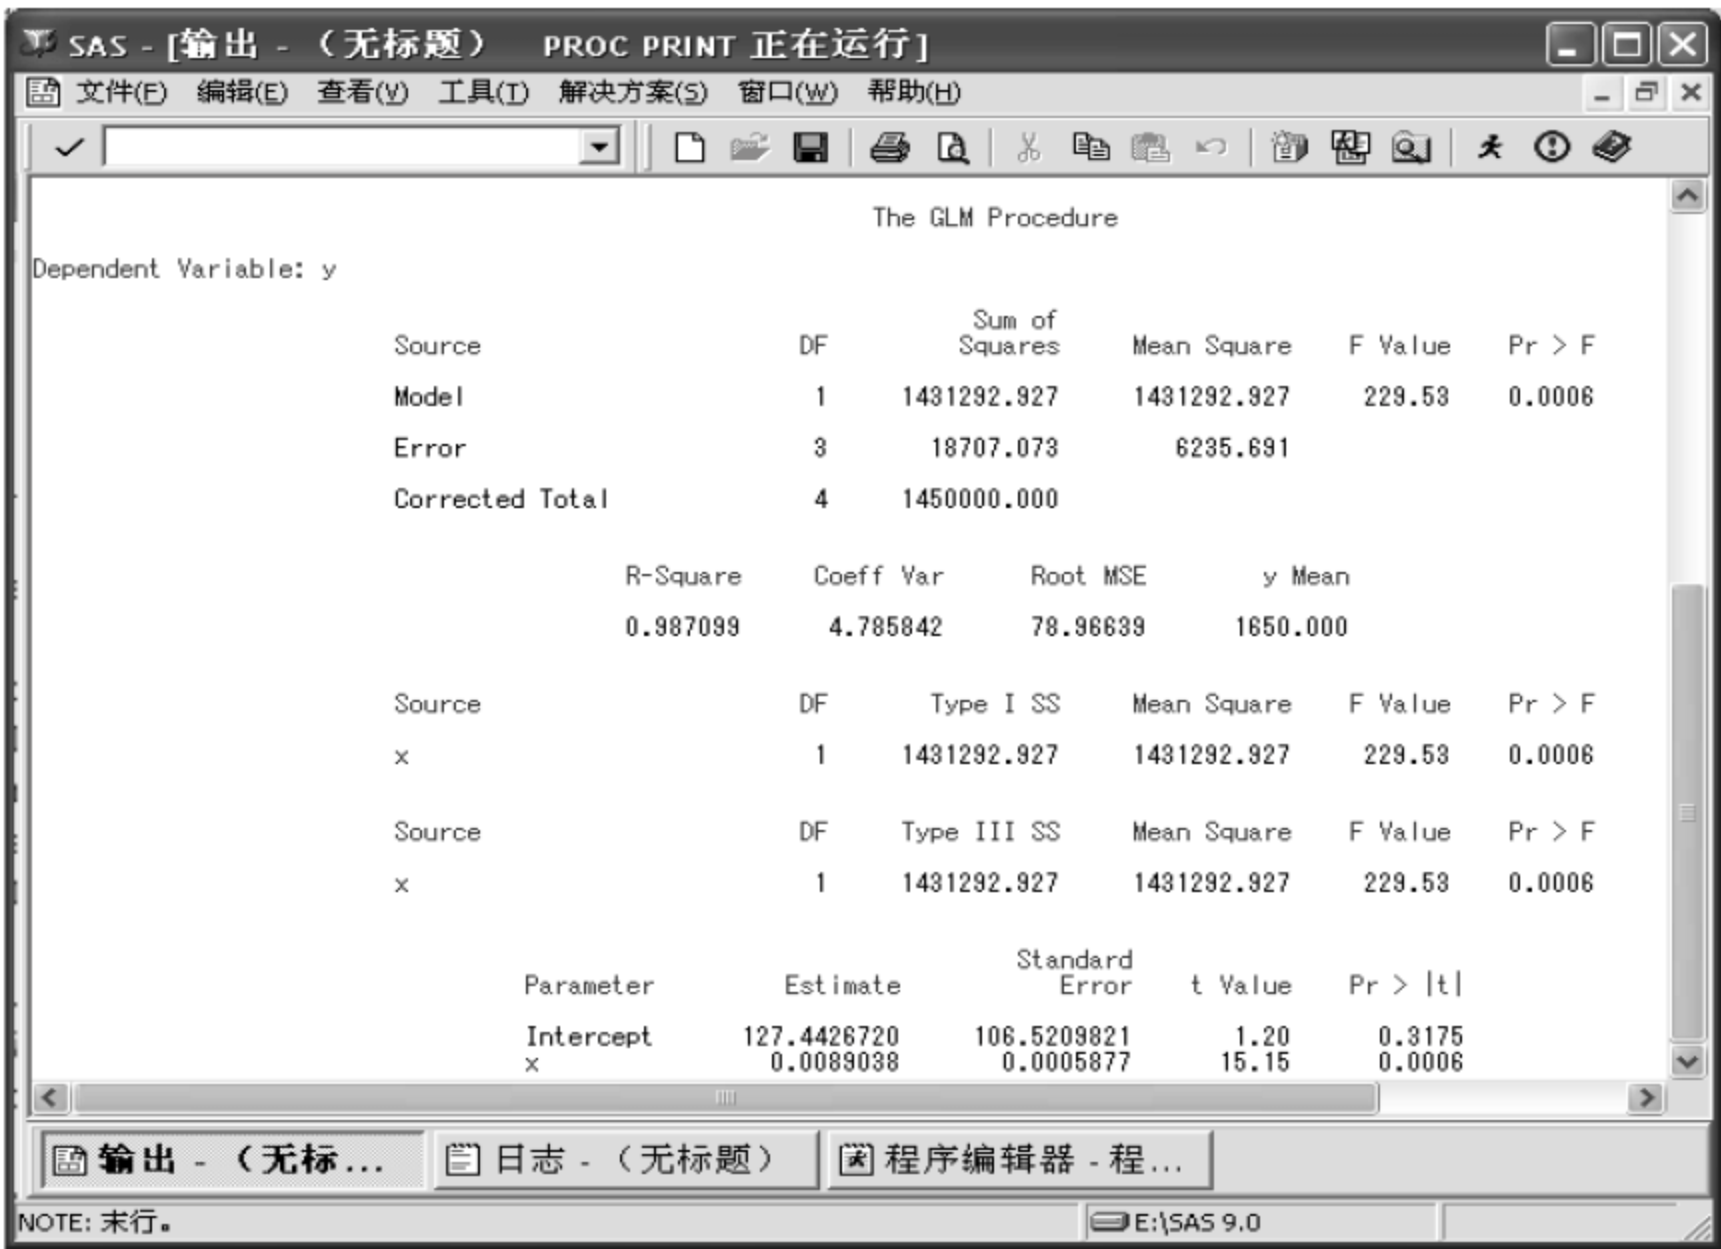 SAS - [输出 - （无标题） PROC PRINT 正在运行]
文件(F) 编辑(E) 查看(V) 工具(T) 解决方案(S) 窗口(W) 帮助(H)
The GLM Procedure
Dependent Variable: y
Sum of
Source DF Squares Mean Square F Value Pr > F
Model 1 1431292.927 1431292.927 229.53 0.0006
Error 3 18707.073 6235.691
Corrected Total 4 1450000.000
R-Square Coeff Var Root MSE y Mean
0.987099 4.785842 78.96639 1650.000
Source DF Type I SS Mean Square F Value Pr > F
x 1 1431292.927 1431292.927 229.53 0.0006
Source DF Type III SS Mean Square F Value Pr > F
x 1 1431292.927 1431292.927 229.53 0.0006
Standard
Parameter Estimate Error t Value Pr > |t|
Intercept 127.4426720 106.5209821 1.20 0.3175
x 0.0089038 0.0005877 15.15 0.0006
输出 - （无标... 日志 - （无标题） 程序编辑器 - 程...
NOTE: 末行。 E:\SAS 9.0